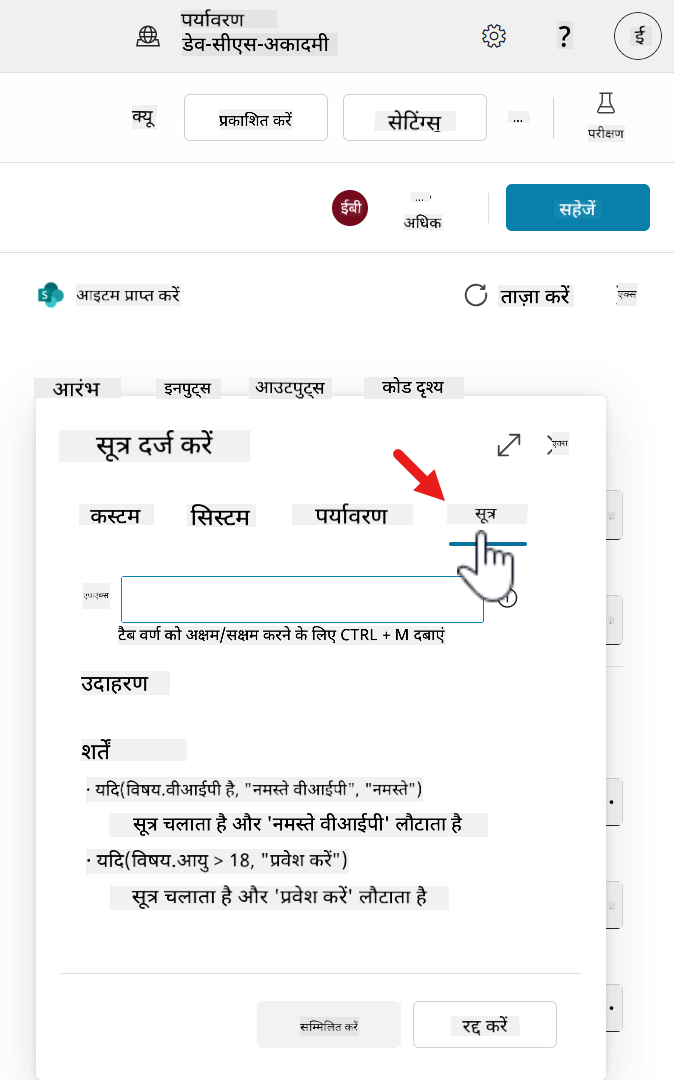 पर्यावरण
डेव-सीएस-अकादमी
?
ई
क्यू
प्रकाशित करें
सेटिंग्स
...
परीक्षण
ईबी
...
अधिक
सहेजें
S
आइटम प्राप्त करें
ताज़ा करें
एक्स
आरंभ
इनपुट्स
आउटपुट्स
कोड दृश्य
सूत्र दर्ज करें
एक्स
कस्टम
सिस्टम
पर्यावरण
सूत्र
एफएक्स
टैब वर्ण को अक्षम/सक्षम करने के लिए CTRL + M दबाएं
उदाहरण
शर्तें
· यदि(विषय.वीआईपी है, "नमस्ते वीआईपी", "नमस्ते")
सूत्र चलाता है और 'नमस्ते वीआईपी' लौटाता है
· यदि(विषय.आयु > 18, "प्रवेश करें")
सूत्र चलाता है और 'प्रवेश करें' लौटाता है
सम्मिलित करें
रद्द करें